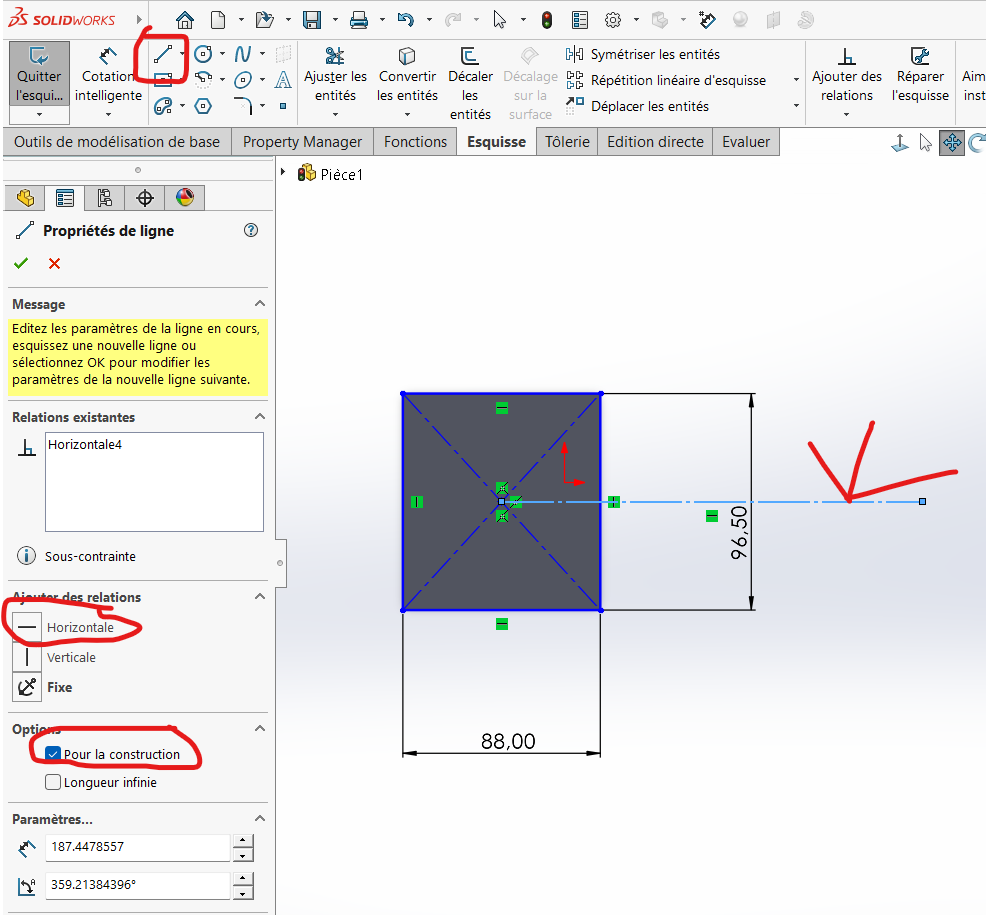 SOLIDWORKS
Quitter
l'esqui...
Cotation
intelligente
Ajuster les
entités
Convertir
les entités
Décaler
les
entités
Décalage
sur la
surface
Symétriser les entités
Répétition linéaire d'esquisse
Déplacer les entités
Ajouter des
relations
Réparer
l'esquisse
Aim
inst
Outils de modélisation de base
Property Manager
Fonctions
Esquisse
Tôlerie
Edition directe
Evaluer
Pièce1
Propriétés de ligne
Message
Editez les paramètres de la ligne en cours,
esquissez une nouvelle ligne ou
sélectionnez OK pour modifier les
paramètres de la nouvelle ligne suivante.
Relations existantes
Horizontale4
Sous-contrainte
Ajouter des relations
Horizontale
Verticale
Fixe
Options
Pour la construction
Longueur infinie
Paramètres...
187.4478557
359.21384396°
96,50
88,00